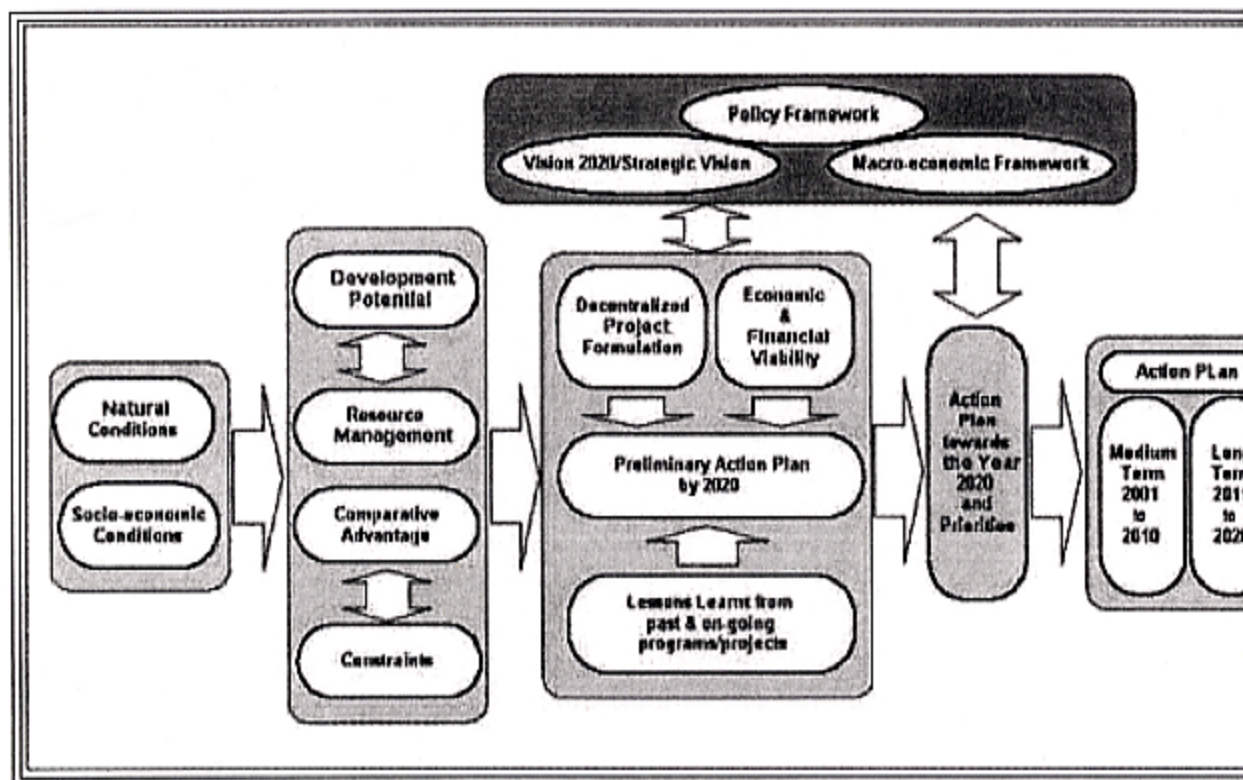 Policy Framework
Vision 2020/Strategic Vision
Macro-economic Framework
Natural
Conditions
Socio-economic
Conditions
Development
Potential
Resource
Management
Comparative
Advantage
Constraints
Decentralized
Project
Formulation
Economic
&
Financial
Viability
Preliminary Action Plan
by 2020
Lessons Learnt from
past & on-going
programs/projects
Action
Plan
towards
the Year
2020
and
Priorities
Action PLan
Medium
Term
2001
to
2010
to